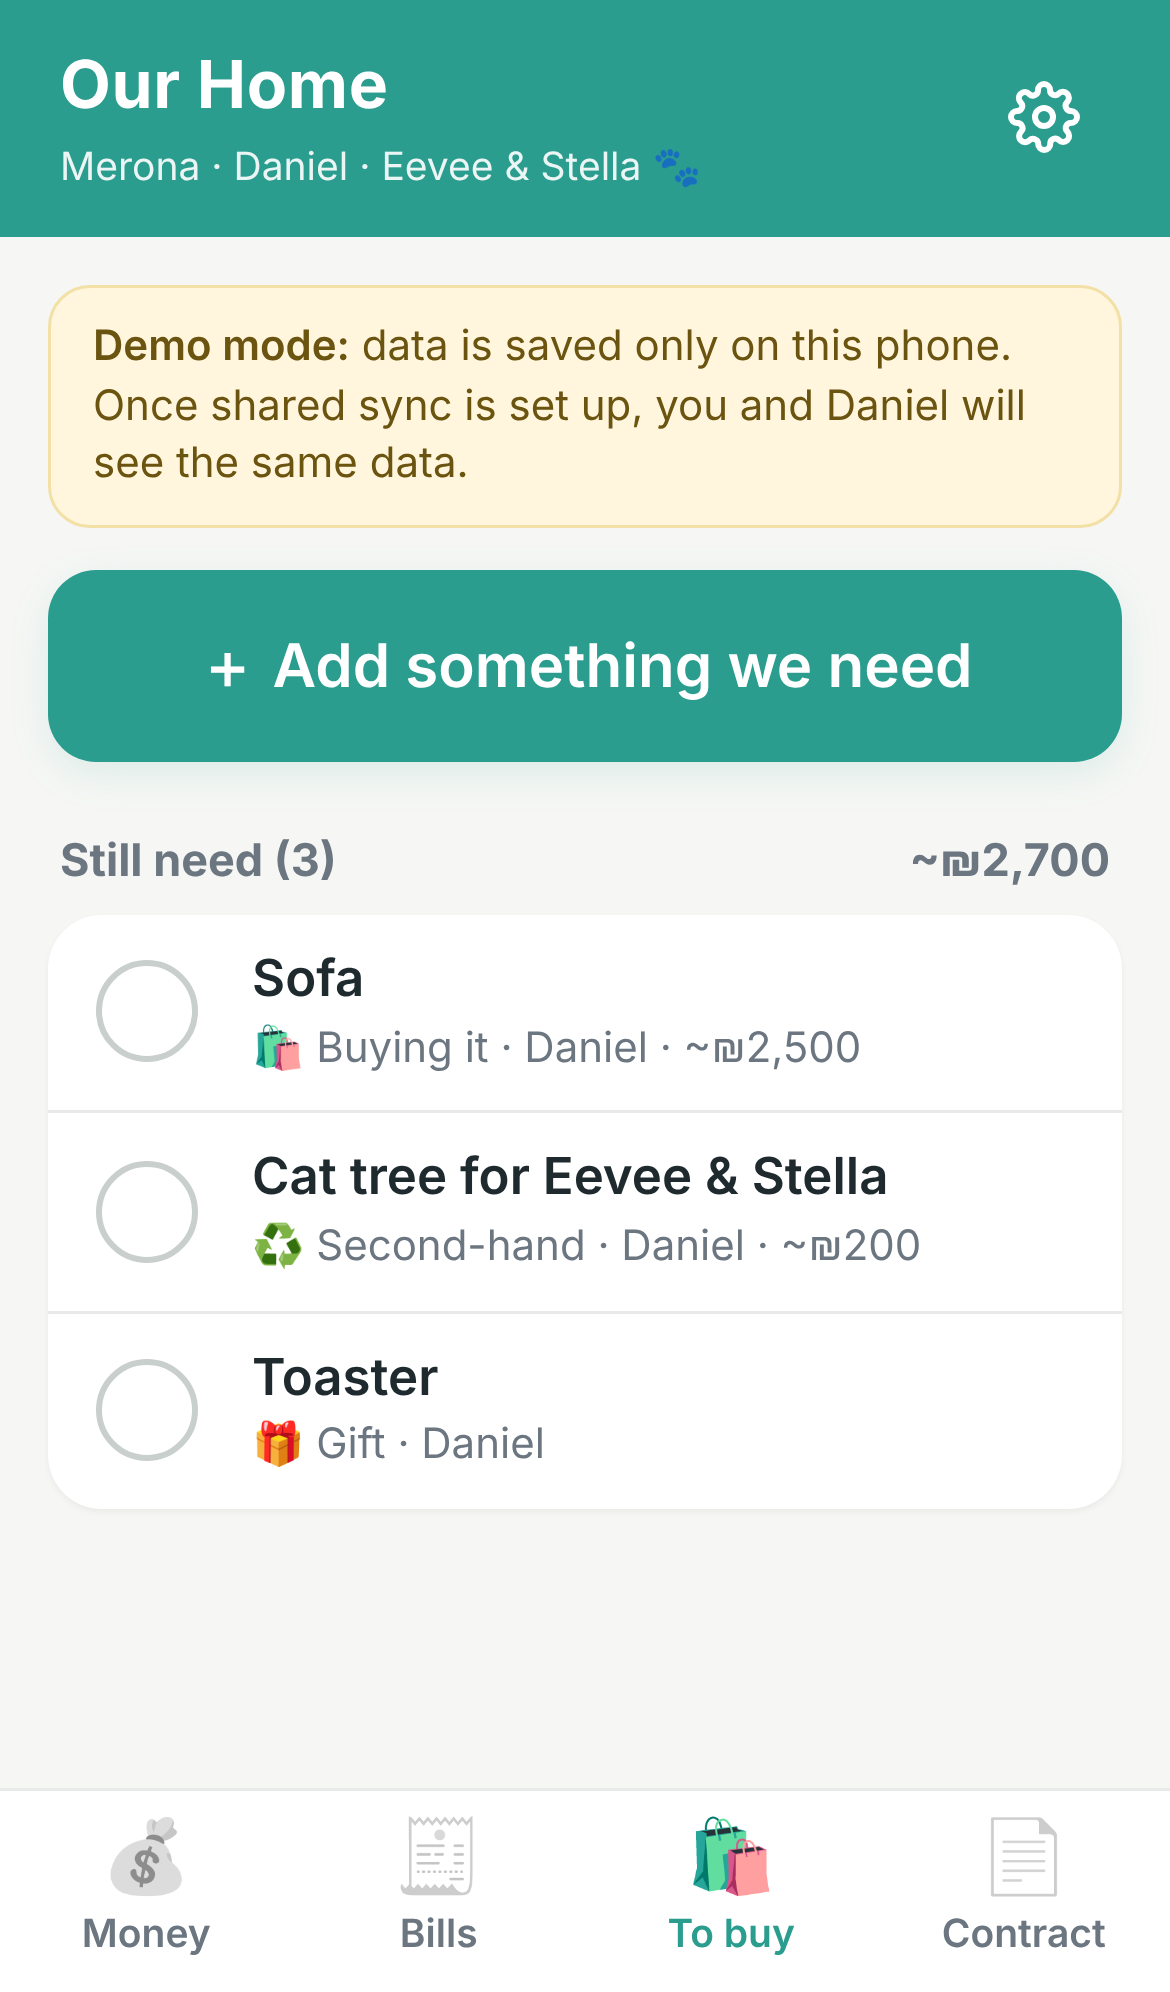 Our Home
Merona · Daniel · Eevee & Stella 🐾
Demo mode: data is saved only on this phone.
Once shared sync is set up, you and Daniel will
see the same data.
+ Add something we need
Still need (3)
~₪2,700
Sofa
🛍️ Buying it · Daniel · ~₪2,500
Cat tree for Eevee & Stella
♻️ Second-hand · Daniel · ~₪200
Toaster
🎁 Gift · Daniel
Money
Bills
To buy
Contract